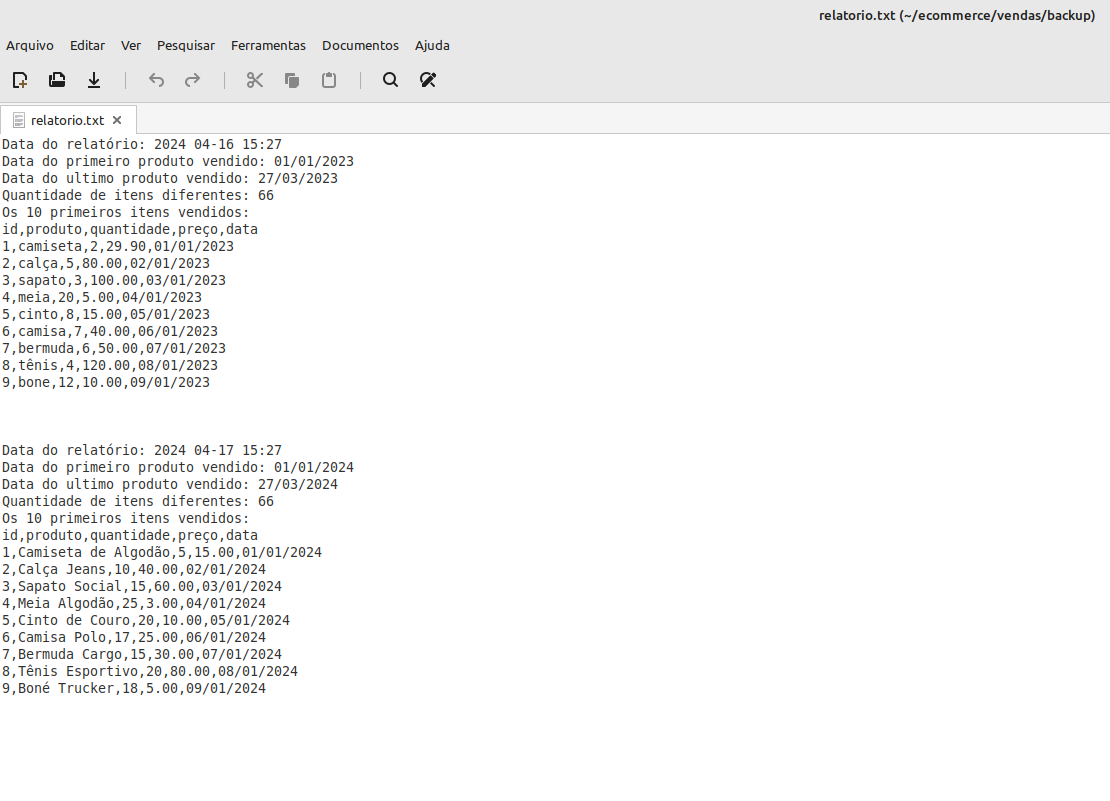 relatorio.txt (~/ecommerce/vendas/backup)
Arquivo Editar Ver Pesquisar Ferramentas Documentos Ajuda
relatorio.txt
Data do relatório: 2024 04-16 15:27
Data do primeiro produto vendido: 01/01/2023
Data do ultimo produto vendido: 27/03/2023
Quantidade de itens diferentes: 66
Os 10 primeiros itens vendidos:
id,produto,quantidade,preço,data
1,camiseta,2,29.90,01/01/2023
2,calça,5,80.00,02/01/2023
3,sapato,3,100.00,03/01/2023
4,meia,20,5.00,04/01/2023
5,cinto,8,15.00,05/01/2023
6,camisa,7,40.00,06/01/2023
7,bermuda,6,50.00,07/01/2023
8,tênis,4,120.00,08/01/2023
9,bone,12,10.00,09/01/2023
Data do relatório: 2024 04-17 15:27
Data do primeiro produto vendido: 01/01/2024
Data do ultimo produto vendido: 27/03/2024
Quantidade de itens diferentes: 66
Os 10 primeiros itens vendidos:
id,produto,quantidade,preço,data
1,Camiseta de Algodão,5,15.00,01/01/2024
2,Calça Jeans,10,40.00,02/01/2024
3,Sapato Social,15,60.00,03/01/2024
4,Meia Algodão,25,3.00,04/01/2024
5,Cinto de Couro,20,10.00,05/01/2024
6,Camisa Polo,17,25.00,06/01/2024
7,Bermuda Cargo,15,30.00,07/01/2024
8,Tênis Esportivo,20,80.00,08/01/2024
9,Boné Trucker,18,5.00,09/01/2024